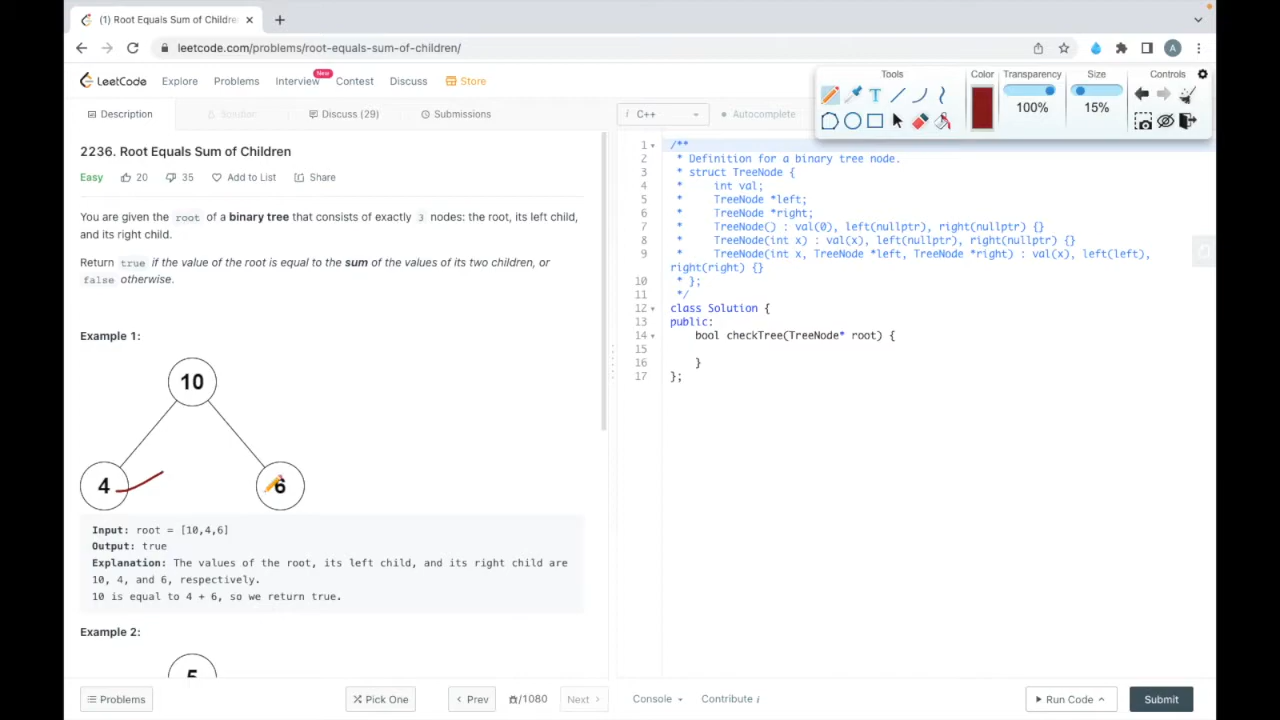 (1) Root Equals Sum of Childre
leetcode.com/problems/root-equals-sum-of-children/
A
LeetCode Explore Problems Interview New Contest Discuss Store
Tools Color Transparency Size Controls
T 100% 15%
Description Solution Discuss (29) Submissions
i C++ Autocomplete
2236. Root Equals Sum of Children
Easy 20 35 Add to List Share
You are given the root of a binary tree that consists of exactly 3 nodes: the root, its left child,
and its right child.
Return true if the value of the root is equal to the sum of the values of its two children, or
false otherwise.
Example 1:
10
4 6
Input: root = [10,4,6]
Output: true
Explanation: The values of the root, its left child, and its right child are
10, 4, and 6, respectively.
10 is equal to 4 + 6, so we return true.
Example 2:
5
1 /**
2 * Definition for a binary tree node.
3 * struct TreeNode {
4 * int val;
5 * TreeNode *left;
6 * TreeNode *right;
7 * TreeNode() : val(0), left(nullptr), right(nullptr) {}
8 * TreeNode(int x) : val(x), left(nullptr), right(nullptr) {}
9 * TreeNode(int x, TreeNode *left, TreeNode *right) : val(x), left(left),
right(right) {}
10 * };
11 */
12 class Solution {
13 public:
14 bool checkTree(TreeNode* root) {
15
16 }
17 };
Problems Pick One Prev /1080 Next Console Contribute i Run Code Submit